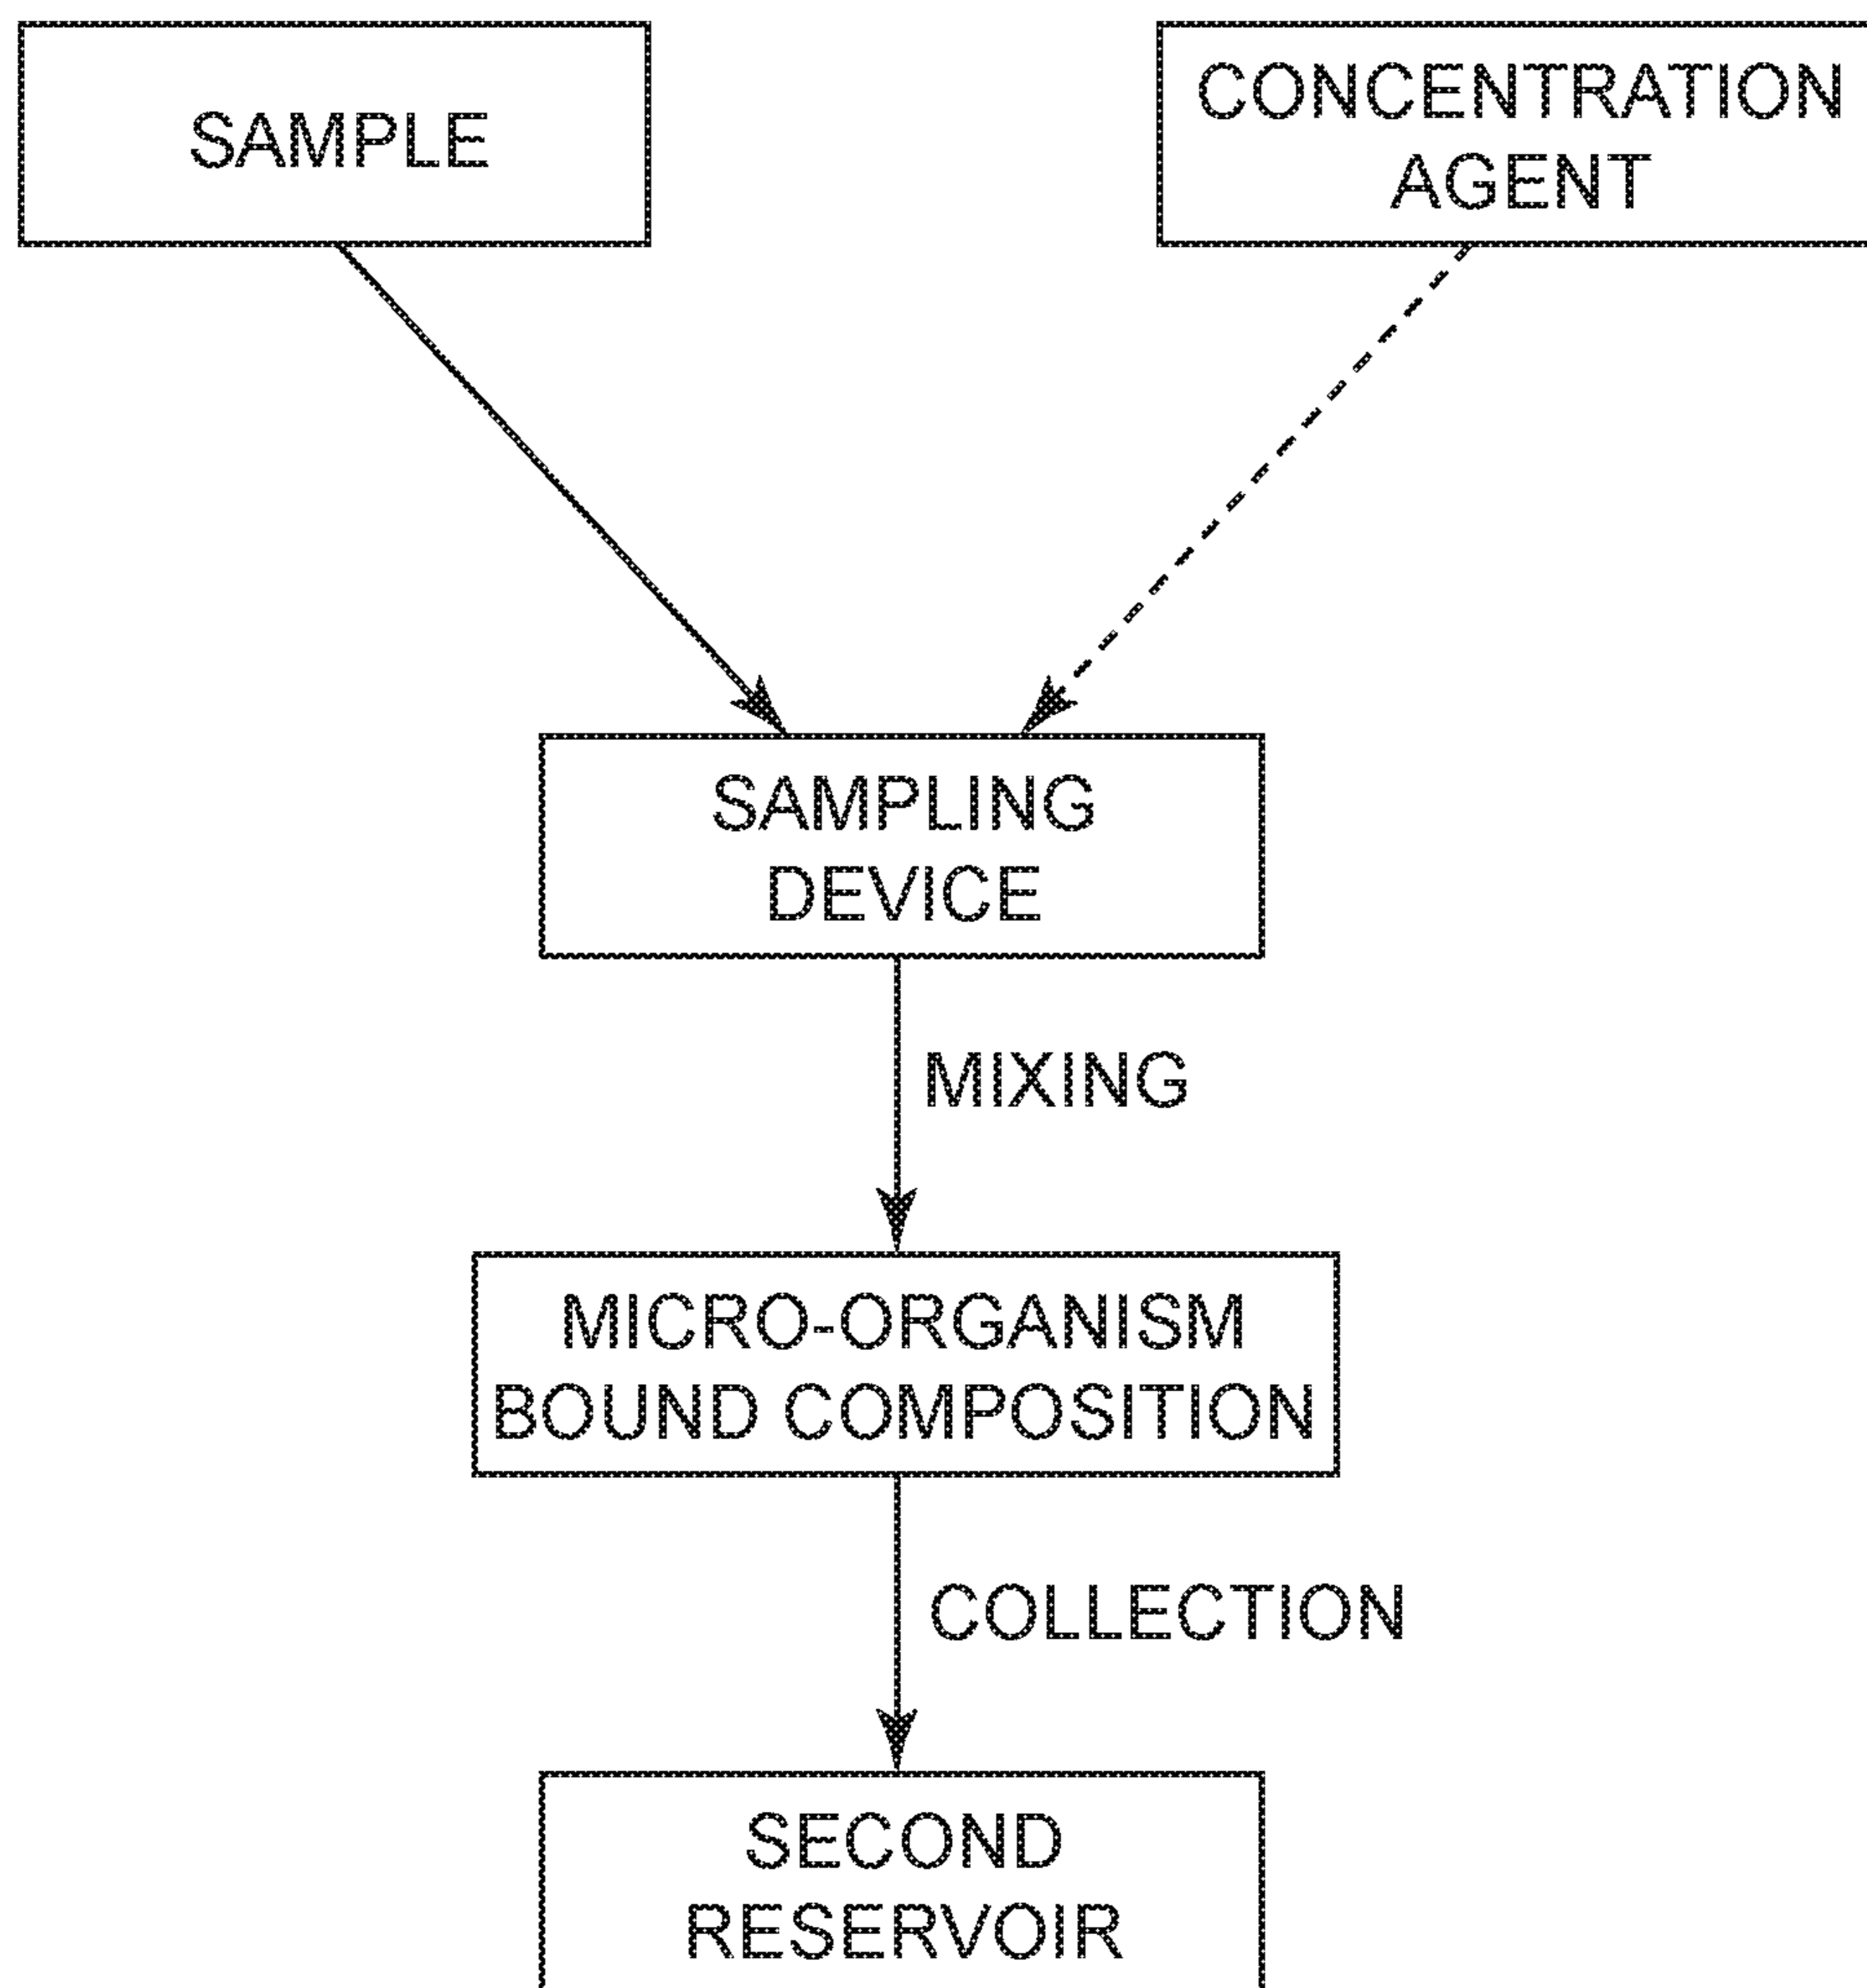 SAMPLE
CONCENTRATION
AGENT
SAMPLING
DEVICE
MIXING
MICRO-ORGANISM
BOUND COMPOSITION
COLLECTION
SECOND
RESERVOIR